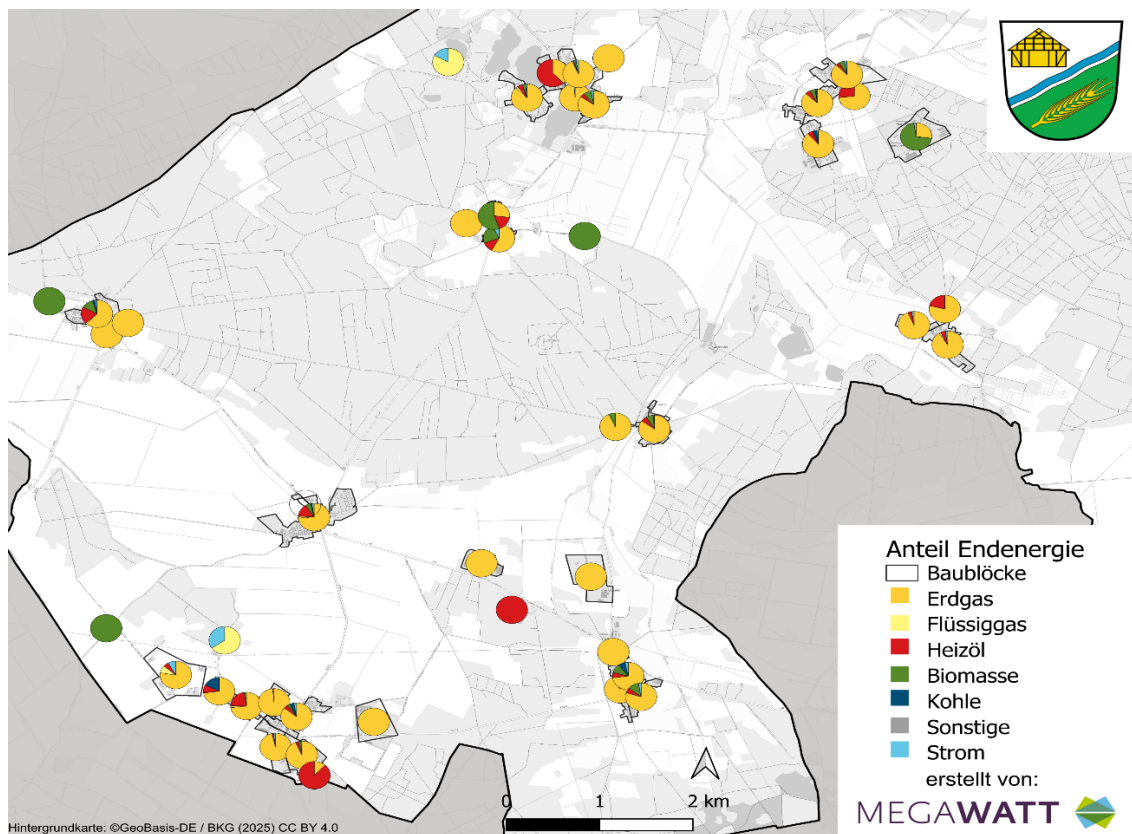 Anteil Endenergie
Baublöcke
Erdgas
Flüssiggas
Heizöl
Biomasse
Kohle
Sonstige
Strom
erstellt von:
MEGAWATT
0 1 2 km
Hintergrundkarte: ©GeoBasis-DE / BKG (2025) CC BY 4.0